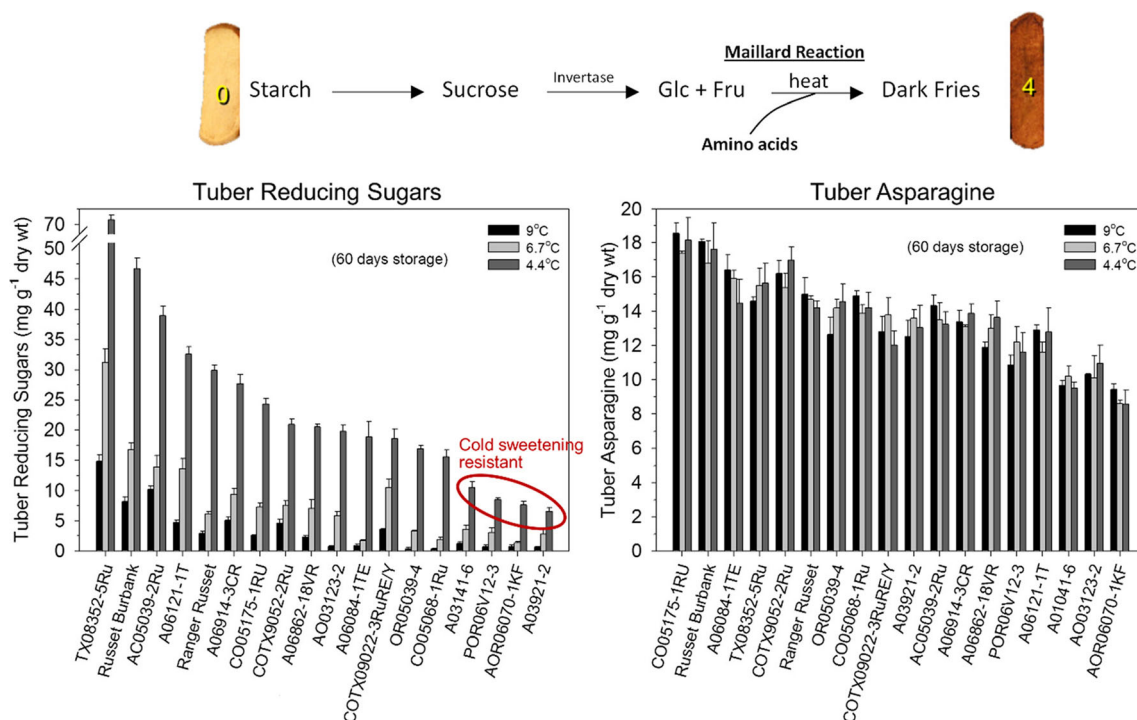 Maillard Reaction
0 Starch Invertase Sucrose Glc + Fru heat Dark Fries 4
Amino acids
Tuber Reducing Sugars
Tuber Reducing Sugars (mg g⁻¹ dry wt)
70
50
45
40
35
30
25
20
15
10
5
0
(60 days storage)
9°C
6.7°C
4.4°C
Cold sweetening
resistant
TX08352-5Ru
Russet Burbank
AC05039-2Ru
A06121-1T
Ranger Russet
A06914-3CR
CO05175-1RU
COTX9052-2Ru
A06862-18VR
AO03123-2
A06084-1TE
COTX09022-3RuRE/Y
OR05039-4
CO05068-1Ru
A03141-6
POR06V12-3
AOR06070-1KF
A03921-2
Tuber Asparagine
Tuber Asparagine (mg g⁻¹ dry wt)
20
18
16
14
12
10
8
6
4
2
0
(60 days storage)
9°C
6.7°C
4.4°C
CO05175-1RU
Russet Burbank
A06084-1TE
TX08352-5Ru
COTX9052-2Ru
Ranger Russet
OR05039-4
CO05068-1Ru
COTX09022-3RuRE/Y
A03921-2
AC05039-2Ru
A06914-3CR
A06862-18VR
POR06V12-3
A06121-1T
A01041-6
AO03123-2
AOR06070-1KF